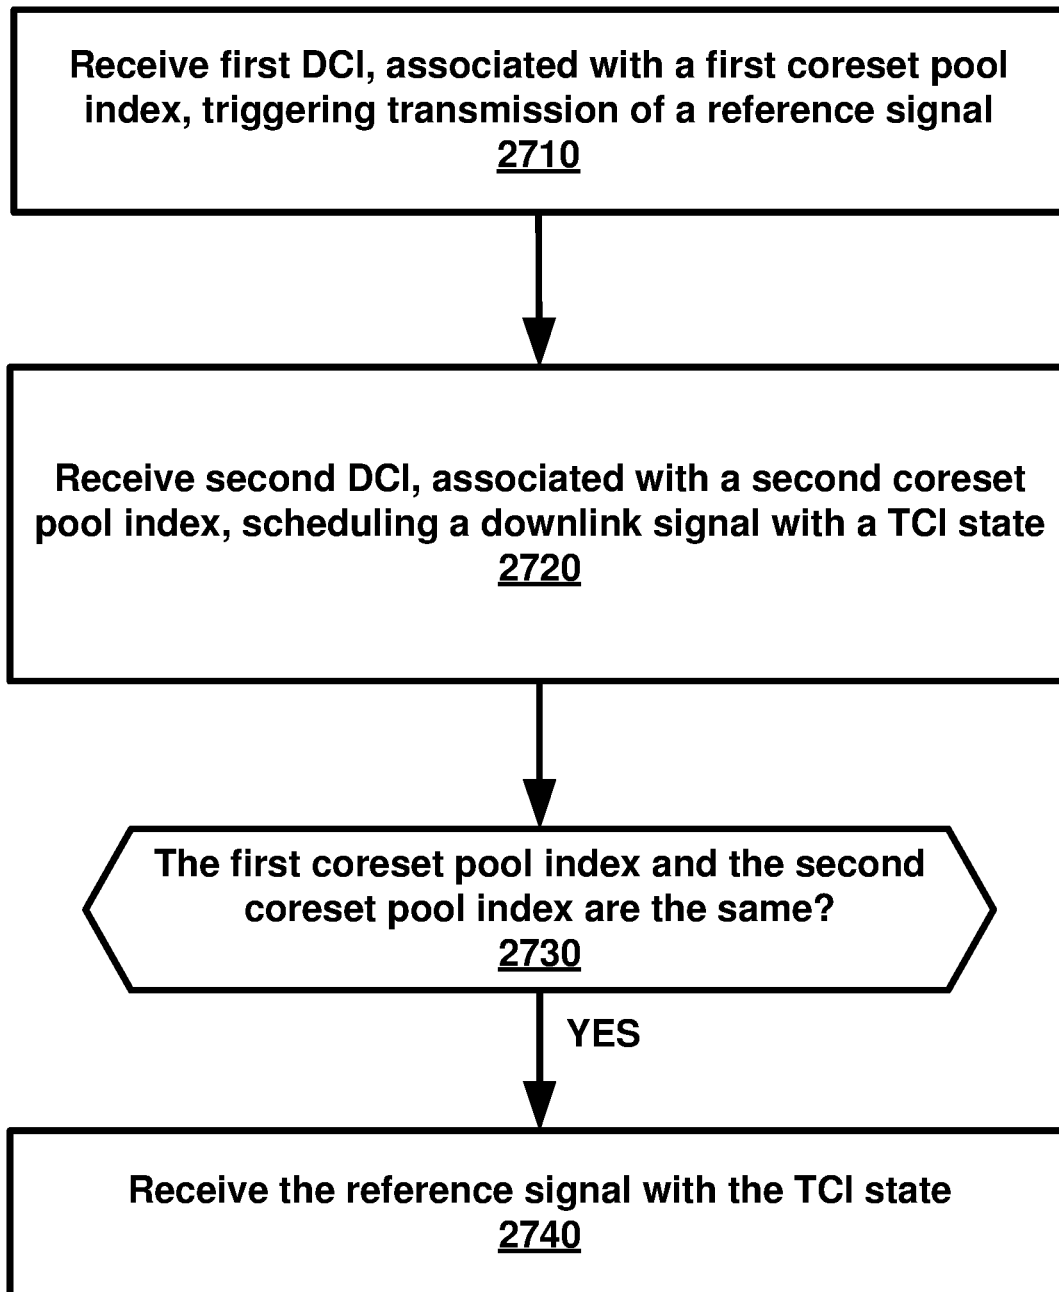 Receive first DCI, associated with a first coreset pool
index, triggering transmission of a reference signal
2710
Receive second DCI, associated with a second coreset
pool index, scheduling a downlink signal with a TCI state
2720
The first coreset pool index and the second
coreset pool index are the same?
2730
YES
Receive the reference signal with the TCI state
2740